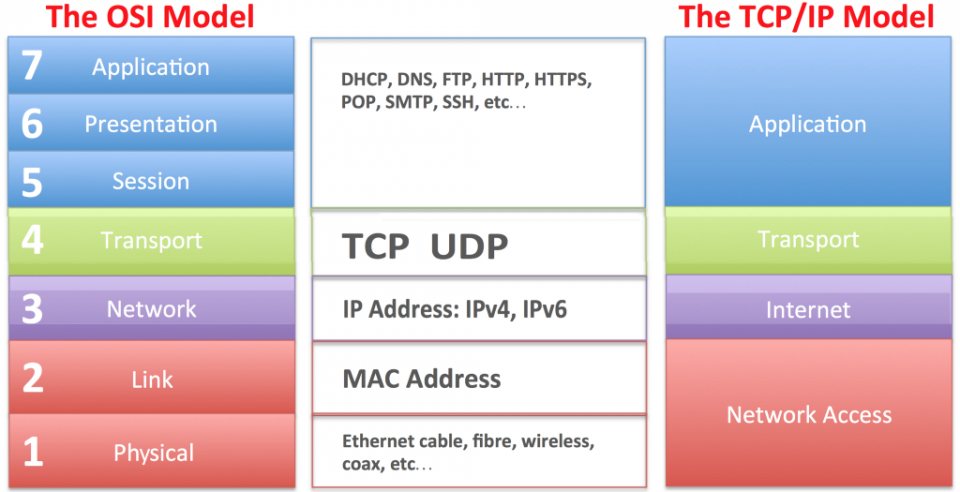 The OSI Model
The TCP/IP Model
7 Application
6 Presentation
5 Session
4 Transport
3 Network
2 Link
1 Physical
DHCP, DNS, FTP, HTTP, HTTPS,
POP, SMTP, SSH, etc...
TCP UDP
IP Address: IPv4, IPv6
MAC Address
Ethernet cable, fibre, wireless,
coax, etc...
Application
Transport
Internet
Network Access